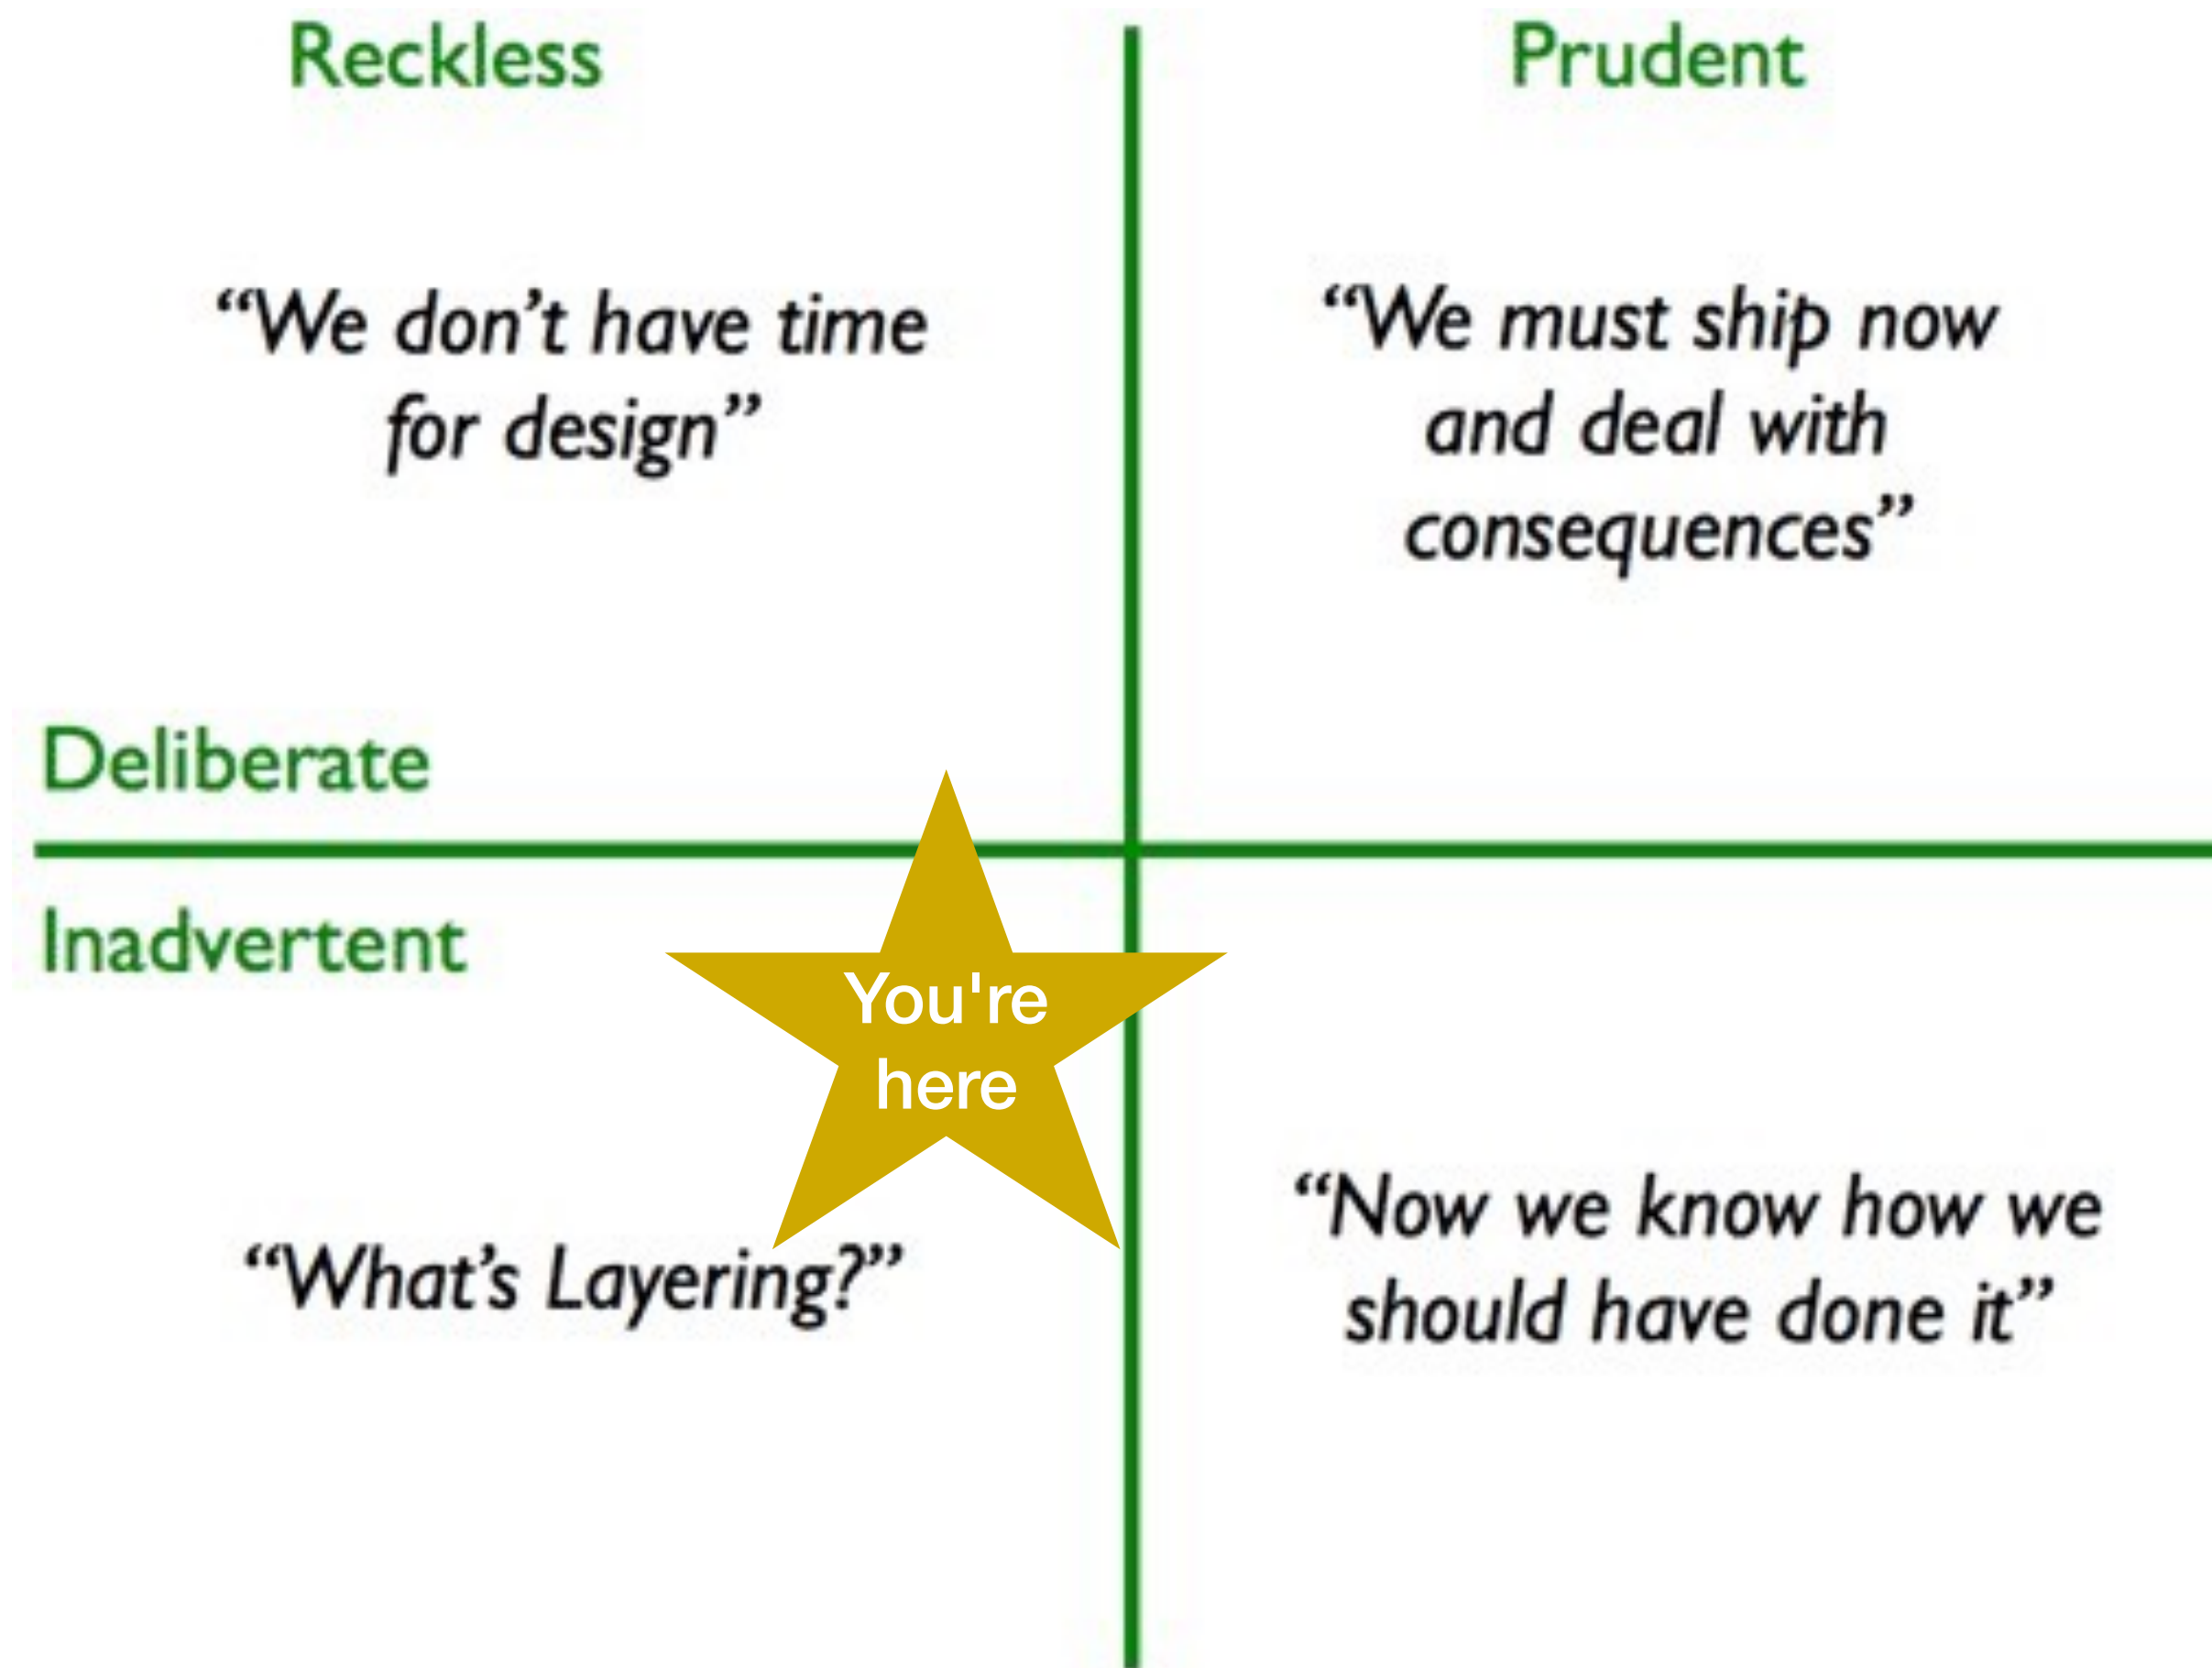 Reckless
Prudent
“We don’t have time
for design”
“We must ship now
and deal with
consequences”
Deliberate
Inadvertent
You're
here
“What’s Layering?”
“Now we know how we
should have done it”